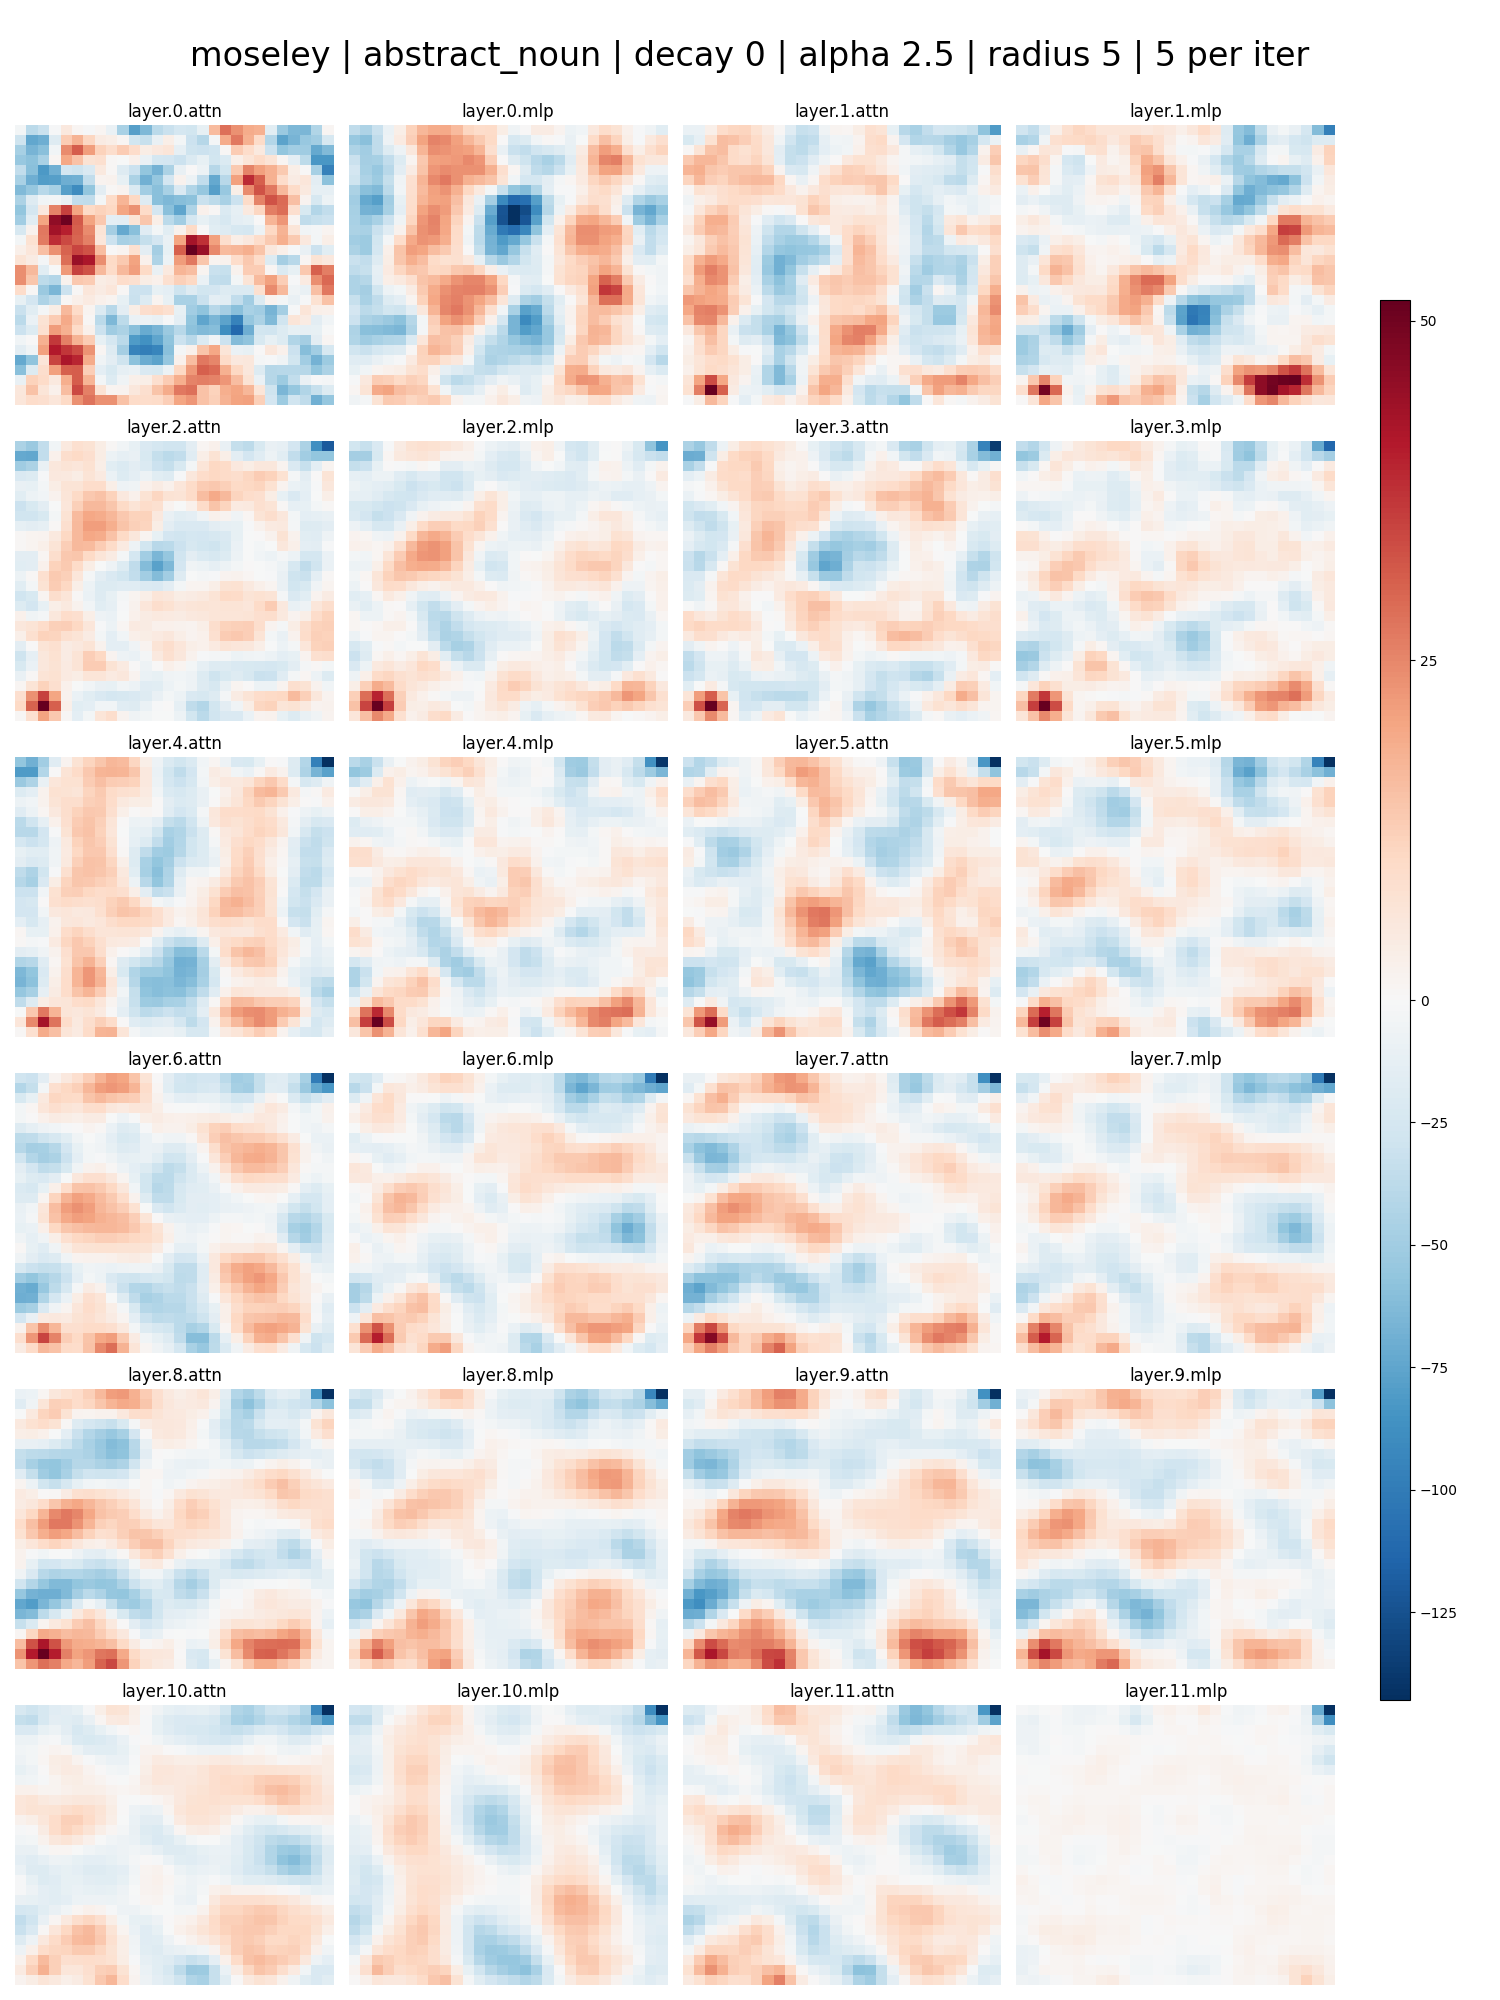 moseley | abstract_noun | decay 0 | alpha 2.5 | radius 5 | 5 per iter
layer.0.attn layer.0.mlp layer.1.attn layer.1.mlp
layer.2.attn layer.2.mlp layer.3.attn layer.3.mlp
layer.4.attn layer.4.mlp layer.5.attn layer.5.mlp
layer.6.attn layer.6.mlp layer.7.attn layer.7.mlp
layer.8.attn layer.8.mlp layer.9.attn layer.9.mlp
layer.10.attn layer.10.mlp layer.11.attn layer.11.mlp
50
25
0
−25
−50
−75
−100
−125